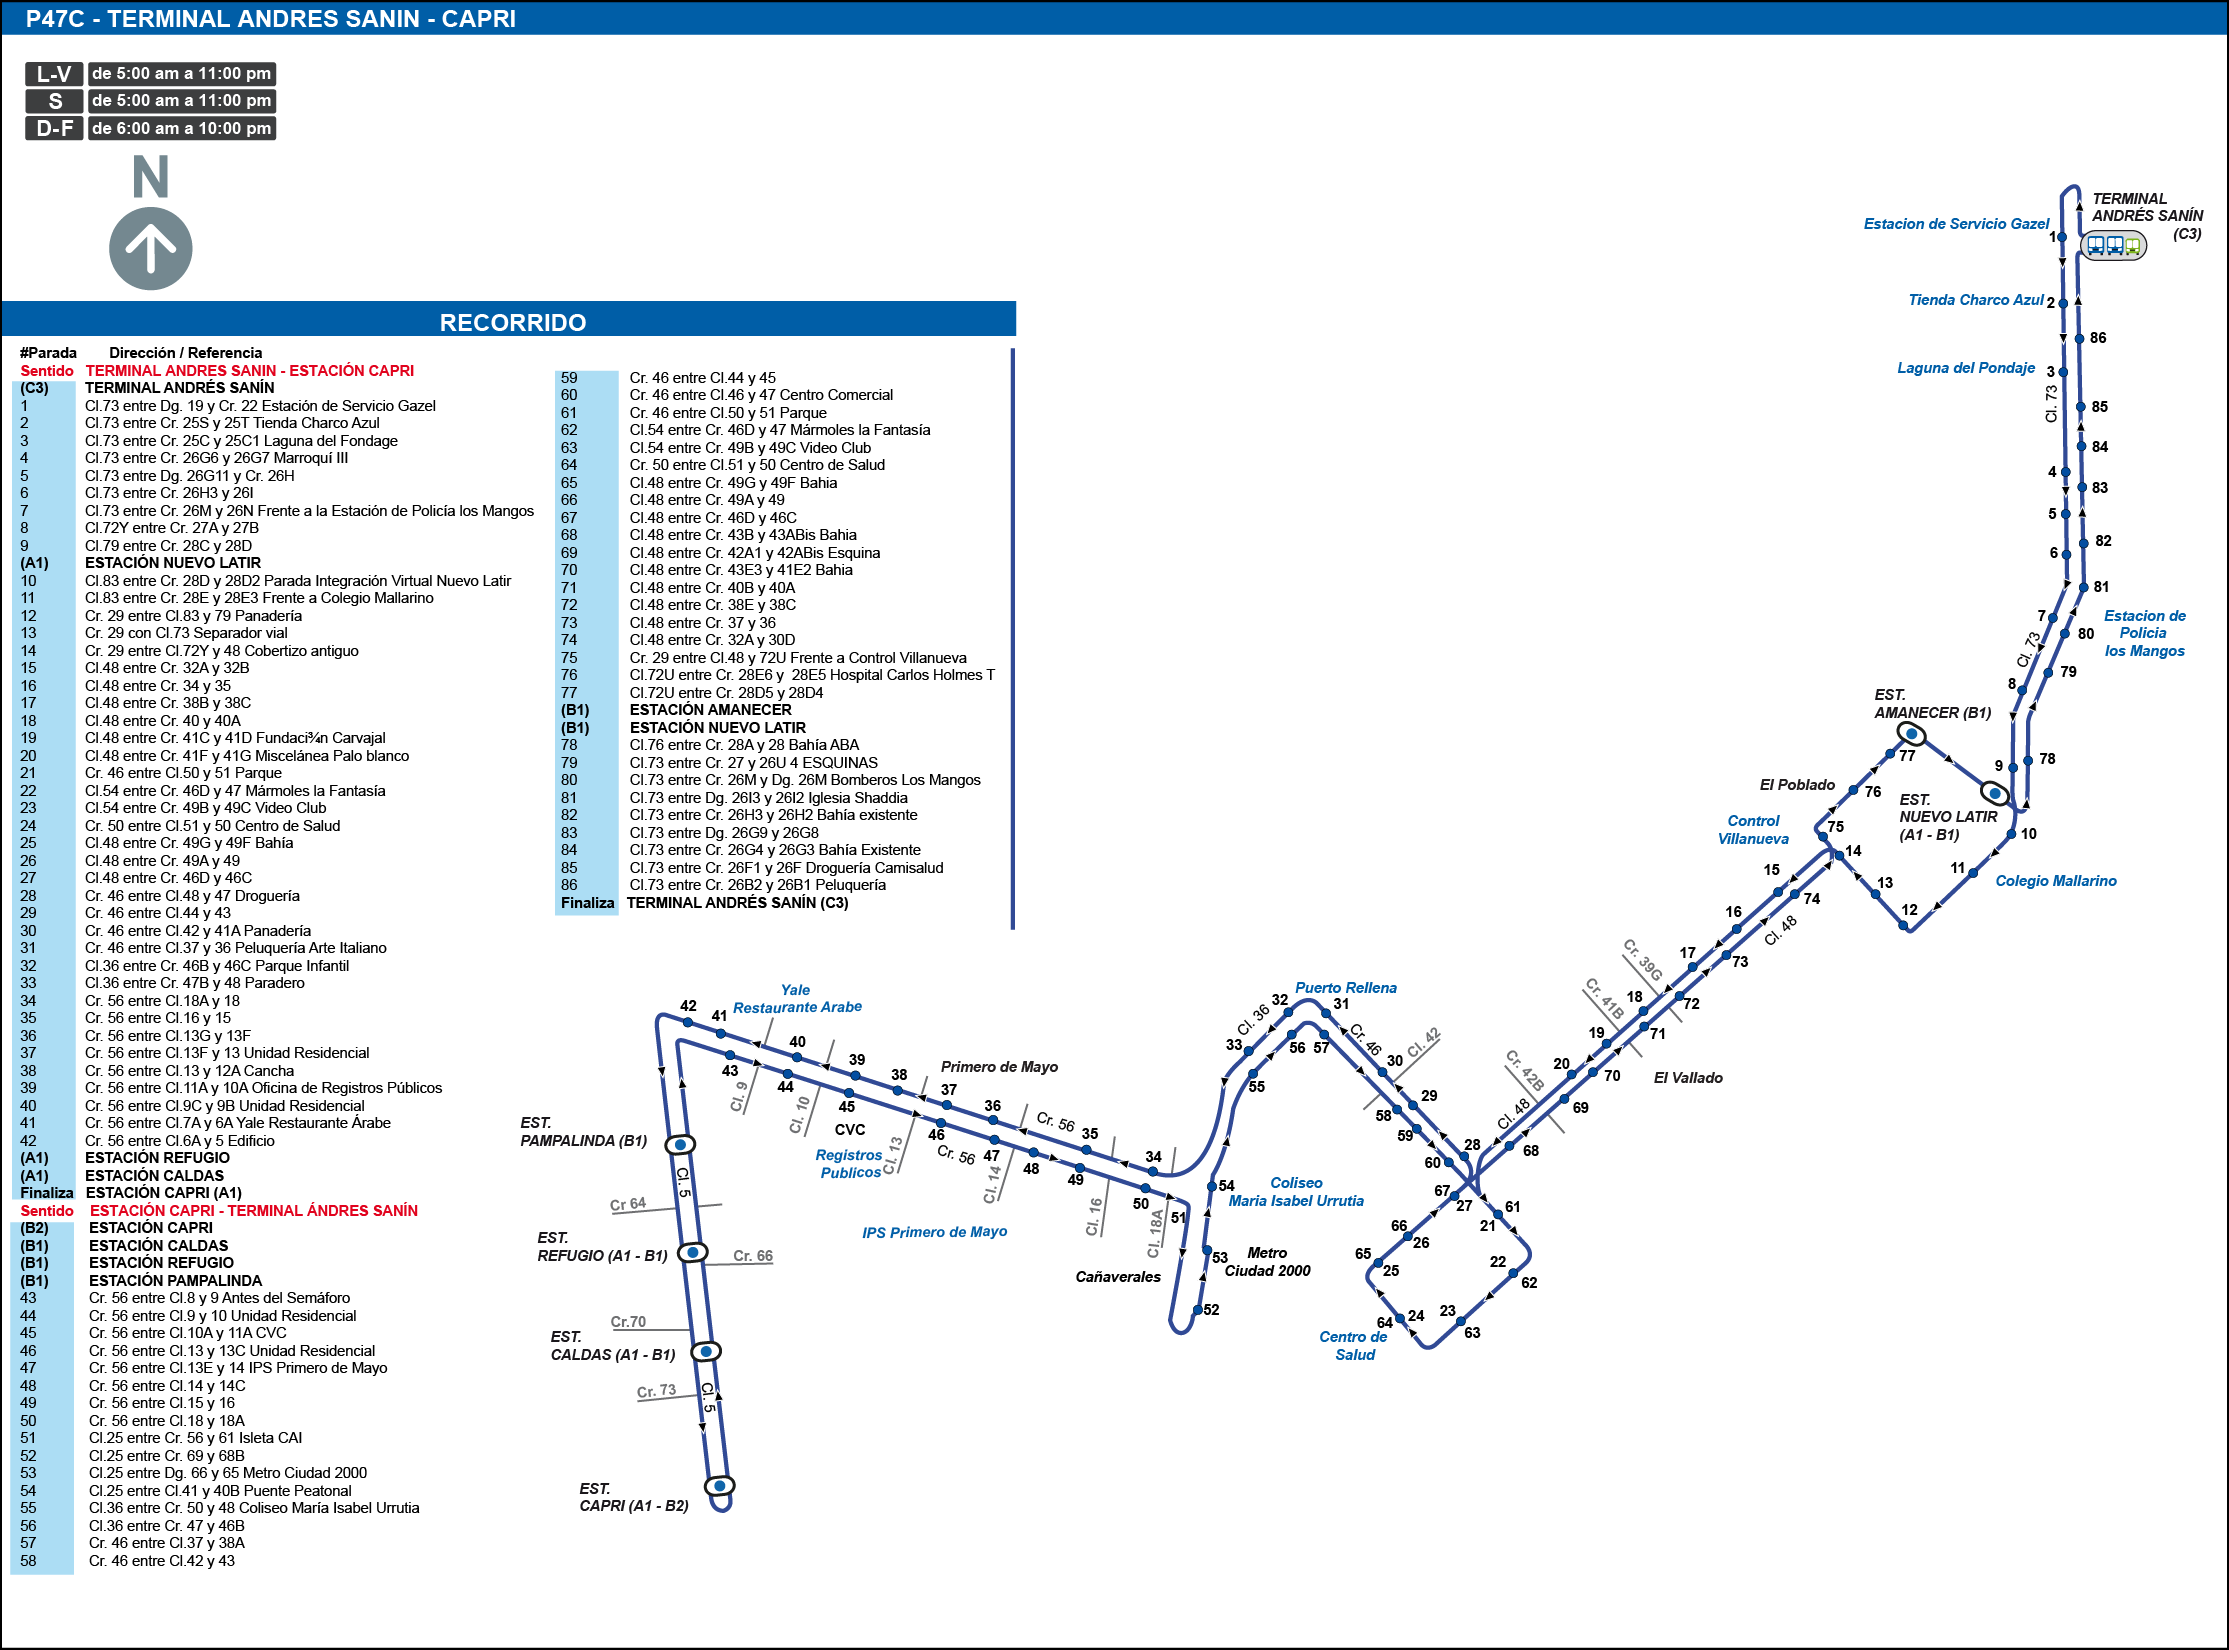 P47C - TERMINAL ANDRES SANIN - CAPRI
L-V de 5:00 am a 11:00 pm
S de 5:00 am a 11:00 pm
D-F de 6:00 am a 10:00 pm
N
RECORRIDO
#Parada Dirección / Referencia
Sentido TERMINAL ANDRES SANIN - ESTACIÓN CAPRI
(C3) TERMINAL ANDRÉS SANÍN
1 Cl.73 entre Dg. 19 y Cr. 22 Estación de Servicio Gazel
2 Cl.73 entre Cr. 25S y 25T Tienda Charco Azul
3 Cl.73 entre Cr. 25C y 25C1 Laguna del Fondage
4 Cl.73 entre Cr. 26G6 y 26G7 Marroquí III
5 Cl.73 entre Dg. 26G11 y Cr. 26H
6 Cl.73 entre Cr. 26H3 y 26I
7 Cl.73 entre Cr. 26M y 26N Frente a la Estación de Policía los Mangos
8 Cl.72Y entre Cr. 27A y 27B
9 Cl.79 entre Cr. 28C y 28D
(A1) ESTACIÓN NUEVO LATIR
10 Cl.83 entre Cr. 28D y 28D2 Parada Integración Virtual Nuevo Latir
11 Cl.83 entre Cr. 28E y 28E3 Frente a Colegio Mallarino
12 Cr. 29 entre Cl.83 y 79 Panadería
13 Cr. 29 con Cl.73 Separador vial
14 Cr. 29 entre Cl.72Y y 48 Cobertizo antiguo
15 Cl.48 entre Cr. 32A y 32B
16 Cl.48 entre Cr. 34 y 35
17 Cl.48 entre Cr. 38B y 38C
18 Cl.48 entre Cr. 40 y 40A
19 Cl.48 entre Cr. 41C y 41D Fundaci¾n Carvajal
20 Cl.48 entre Cr. 41F y 41G Miscelánea Palo blanco
21 Cr. 46 entre Cl.50 y 51 Parque
22 Cl.54 entre Cr. 46D y 47 Mármoles la Fantasía
23 Cl.54 entre Cr. 49B y 49C Video Club
24 Cr. 50 entre Cl.51 y 50 Centro de Salud
25 Cl.48 entre Cr. 49G y 49F Bahía
26 Cl.48 entre Cr. 49A y 49
27 Cl.48 entre Cr. 46D y 46C
28 Cr. 46 entre Cl.48 y 47 Droguería
29 Cr. 46 entre Cl.44 y 43
30 Cr. 46 entre Cl.42 y 41A Panadería
31 Cr. 46 entre Cl.37 y 36 Peluquería Arte Italiano
32 Cl.36 entre Cr. 46B y 46C Parque Infantil
33 Cl.36 entre Cr. 47B y 48 Paradero
34 Cr. 56 entre Cl.18A y 18
35 Cr. 56 entre Cl.16 y 15
36 Cr. 56 entre Cl.13G y 13F
37 Cr. 56 entre Cl.13F y 13 Unidad Residencial
38 Cr. 56 entre Cl.13 y 12A Cancha
39 Cr. 56 entre Cl.11A y 10A Oficina de Registros Públicos
40 Cr. 56 entre Cl.9C y 9B Unidad Residencial
41 Cr. 56 entre Cl.7A y 6A Yale Restaurante Árabe
42 Cr. 56 entre Cl.6A y 5 Edificio
(A1) ESTACIÓN REFUGIO
(A1) ESTACIÓN CALDAS
Finaliza ESTACIÓN CAPRI (A1)
Sentido ESTACIÓN CAPRI - TERMINAL ÁNDRES SANÍN
(B2) ESTACIÓN CAPRI
(B1) ESTACIÓN CALDAS
(B1) ESTACIÓN REFUGIO
(B1) ESTACIÓN PAMPALINDA
43 Cr. 56 entre Cl.8 y 9 Antes del Semáforo
44 Cr. 56 entre Cl.9 y 10 Unidad Residencial
45 Cr. 56 entre Cl.10A y 11A CVC
46 Cr. 56 entre Cl.13 y 13C Unidad Residencial
47 Cr. 56 entre Cl.13E y 14 IPS Primero de Mayo
48 Cr. 56 entre Cl.14 y 14C
49 Cr. 56 entre Cl.15 y 16
50 Cr. 56 entre Cl.18 y 18A
51 Cl.25 entre Cr. 56 y 61 Isleta CAI
52 Cl.25 entre Cr. 69 y 68B
53 Cl.25 entre Dg. 66 y 65 Metro Ciudad 2000
54 Cl.25 entre Cl.41 y 40B Puente Peatonal
55 Cl.36 entre Cr. 50 y 48 Coliseo María Isabel Urrutia
56 Cl.36 entre Cr. 47 y 46B
57 Cr. 46 entre Cl.37 y 38A
58 Cr. 46 entre Cl.42 y 43
59 Cr. 46 entre Cl.44 y 45
60 Cr. 46 entre Cl.46 y 47 Centro Comercial
61 Cr. 46 entre Cl.50 y 51 Parque
62 Cl.54 entre Cr. 46D y 47 Mármoles la Fantasía
63 Cl.54 entre Cr. 49B y 49C Video Club
64 Cr. 50 entre Cl.51 y 50 Centro de Salud
65 Cl.48 entre Cr. 49G y 49F Bahia
66 Cl.48 entre Cr. 49A y 49
67 Cl.48 entre Cr. 46D y 46C
68 Cl.48 entre Cr. 43B y 43ABis Bahia
69 Cl.48 entre Cr. 42A1 y 42ABis Esquina
70 Cl.48 entre Cr. 43E3 y 41E2 Bahia
71 Cl.48 entre Cr. 40B y 40A
72 Cl.48 entre Cr. 38E y 38C
73 Cl.48 entre Cr. 37 y 36
74 Cl.48 entre Cr. 32A y 30D
75 Cr. 29 entre Cl.48 y 72U Frente a Control Villanueva
76 Cl.72U entre Cr. 28E6 y 28E5 Hospital Carlos Holmes T
77 Cl.72U entre Cr. 28D5 y 28D4
(B1) ESTACIÓN AMANECER
(B1) ESTACIÓN NUEVO LATIR
78 Cl.76 entre Cr. 28A y 28 Bahía ABA
79 Cl.73 entre Cr. 27 y 26U 4 ESQUINAS
80 Cl.73 entre Cr. 26M y Dg. 26M Bomberos Los Mangos
81 Cl.73 entre Dg. 26I3 y 26I2 Iglesia Shaddia
82 Cl.73 entre Cr. 26H3 y 26H2 Bahía existente
83 Cl.73 entre Dg. 26G9 y 26G8
84 Cl.73 entre Cr. 26G4 y 26G3 Bahía Existente
85 Cl.73 entre Cr. 26F1 y 26F Droguería Camisalud
86 Cl.73 entre Cr. 26B2 y 26B1 Peluquería
Finaliza TERMINAL ANDRÉS SANÍN (C3)
TERMINAL
ANDRÉS SANÍN
(C3)
Estacion de Servicio Gazel
1
Tienda Charco Azul
2
86
Laguna del Pondaje
3
Cl. 73
85
84
4
83
5
82
6
81
7
Estacion de
Policia
los Mangos
80
Cl. 73
79
8
EST.
AMANECER (B1)
77
78
9
El Poblado
76
EST.
NUEVO LATIR
(A1 - B1)
Control
Villanueva
75
10
14
11
Colegio Mallarino
15
13
74
12
16
Cl. 48
17
73
Cr. 39G
Cr. 41B
18
72
19
71
20
70
El Vallado
Cr. 42B
69
Cl. 48
68
Puerto Rellena
32
31
Cl. 36
Cr. 46
33
56
57
Cl. 42
30
55
29
58
59
28
60
67
27
61
21
66
26
65
25
22
62
24
64
23
63
Centro de
Salud
54
Coliseo
Maria Isabel Urrutia
53
Metro
Ciudad 2000
52
Cañaverales
51
Cl. 18A
50
Cl. 16
34
35
49
Cr. 56
36
48
Cl. 14
47
37
Primero de Mayo
46
Cr. 56
38
Cl. 13
39
45
CVC
Registros
Publicos
IPS Primero de Mayo
40
Cl. 10
44
Yale
Restaurante Arabe
41
43
Cl. 9
42
EST.
PAMPALINDA (B1)
Cl. 5
Cr 64
EST.
REFUGIO (A1 - B1)
Cr. 66
Cr.70
EST.
CALDAS (A1 - B1)
Cr. 73
Cl. 5
EST.
CAPRI (A1 - B2)